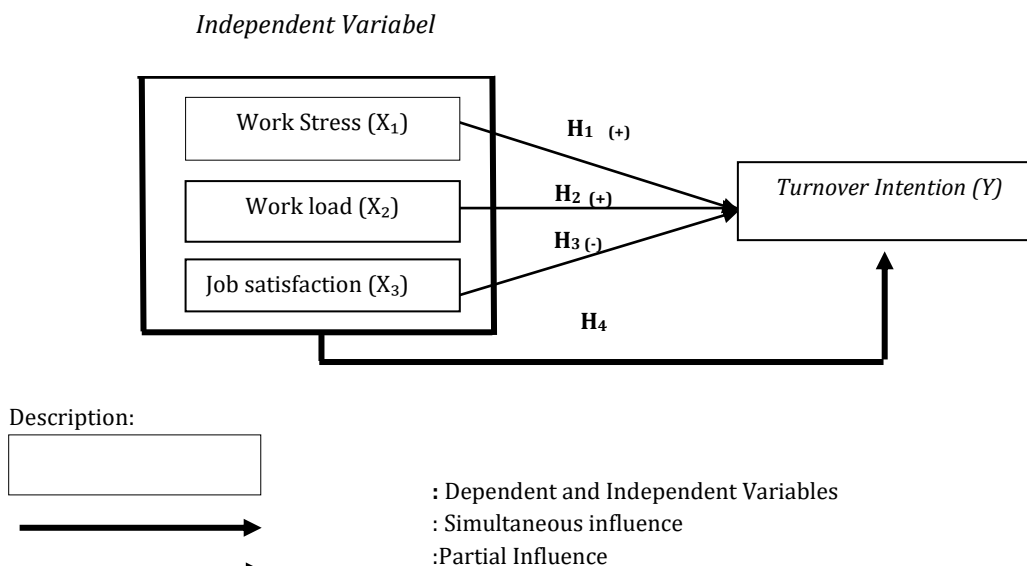 Independent Variabel
Work Stress (X₁)
H₁ (+)
Work load (X₂)
H₂ (+)
Turnover Intention (Y)
H₃ (-)
Job satisfaction (X₃)
H₄
Description:
: Dependent and Independent Variables
: Simultaneous influence
:Partial Influence